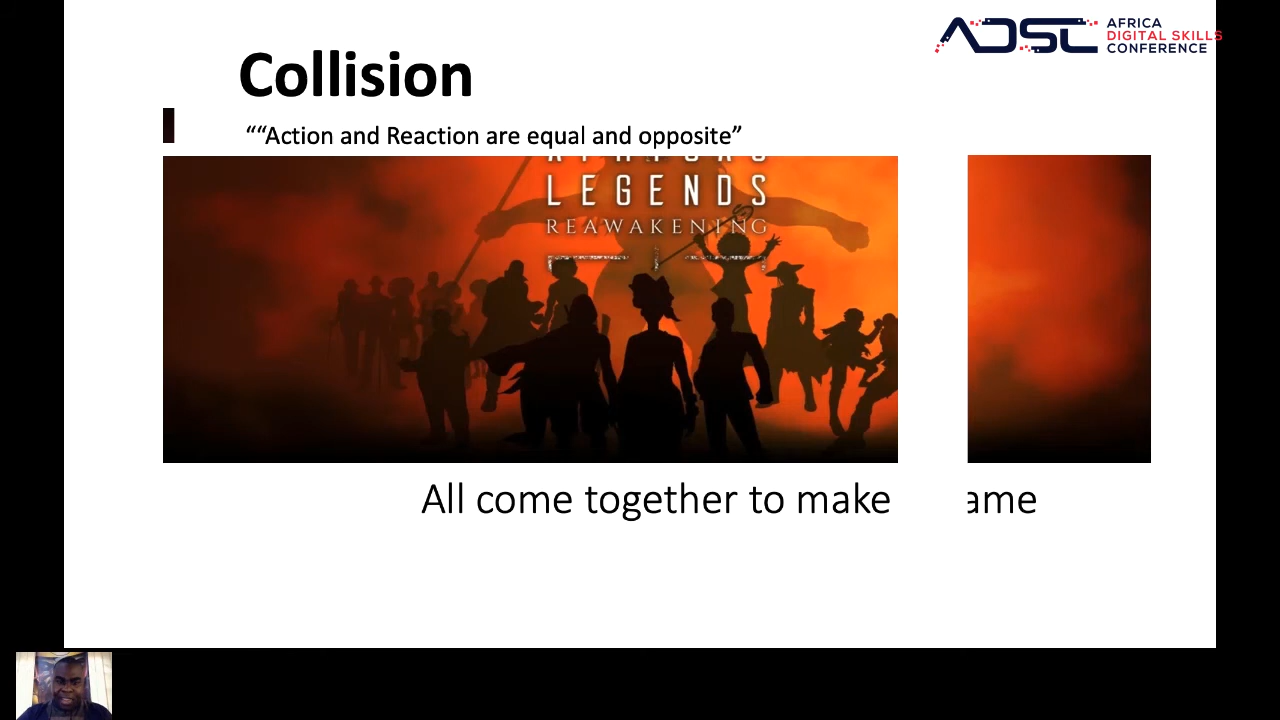 AFRICA
DIGITAL SKILLS
CONFERENCE
Collision
““Action and Reaction are equal and opposite”
LEGENDS
REAWAKENING
All come together to make ame